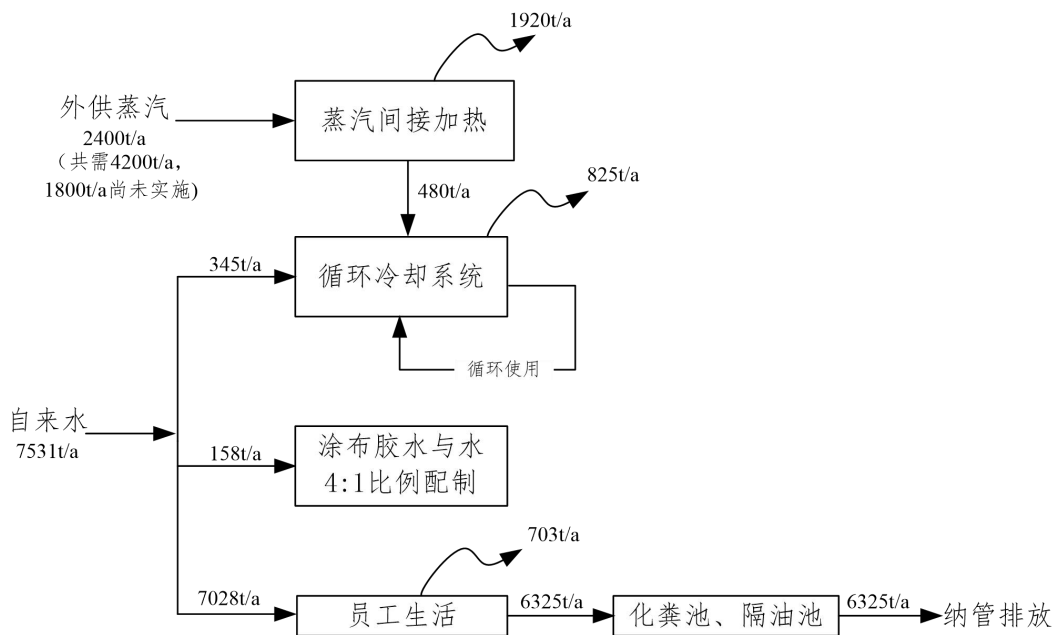 1920t/a
外供蒸汽
2400t/a
（共需4200t/a，
1800t/a尚未实施)
蒸汽间接加热
480t/a
825t/a
345t/a
循环冷却系统
循环使用
自来水
7531t/a
158t/a
涂布胶水与水
4:1比例配制
703t/a
7028t/a
员工生活
6325t/a
化粪池、隔油池
6325t/a
纳管排放